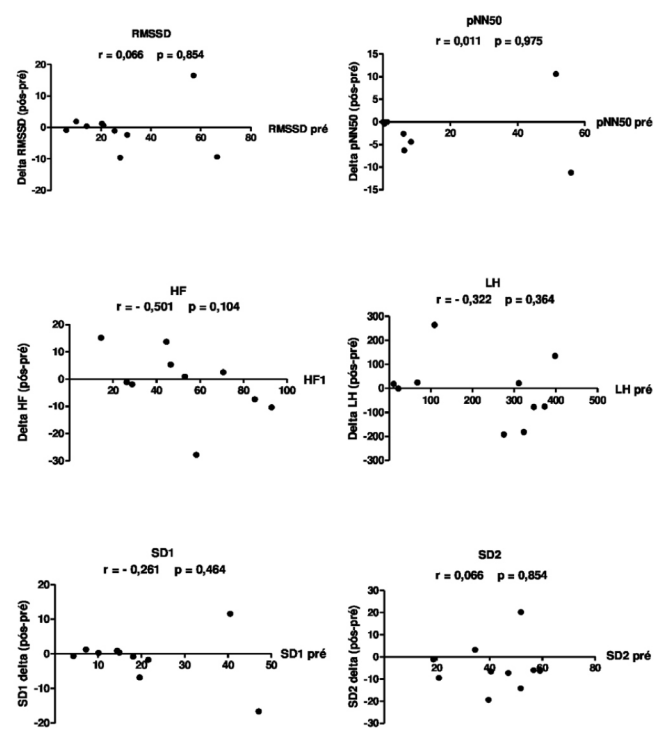 RMSSD
r = 0,066 p = 0,854
Delta RMSSD (pós-pré)
20
10
0
-10
-20
20
40
60
80
RMSSD pré
pNN50
r = 0,011 p = 0,975
Delta pNN50 (pós-pré)
15
10
5
0
-5
-10
-15
20
40
60
pNN50 pré
HF
r = - 0,501 p = 0,104
Delta HF (pós-pré)
20
10
0
-10
-20
-30
20
40
60
80
100
HF1
LH
r = - 0,322 p = 0,364
Delta LH (pós-pré)
300
200
100
0
-100
-200
-300
100
200
300
400
500
LH pré
SD1
r = - 0,261 p = 0,464
SD1 delta (pós-pré)
20
10
0
-10
-20
10
20
30
40
50
SD1 pré
SD2
r = 0,066 p = 0,854
SD2 delta (pós-pré)
30
20
10
0
-10
-20
-30
20
40
60
80
SD2 pré